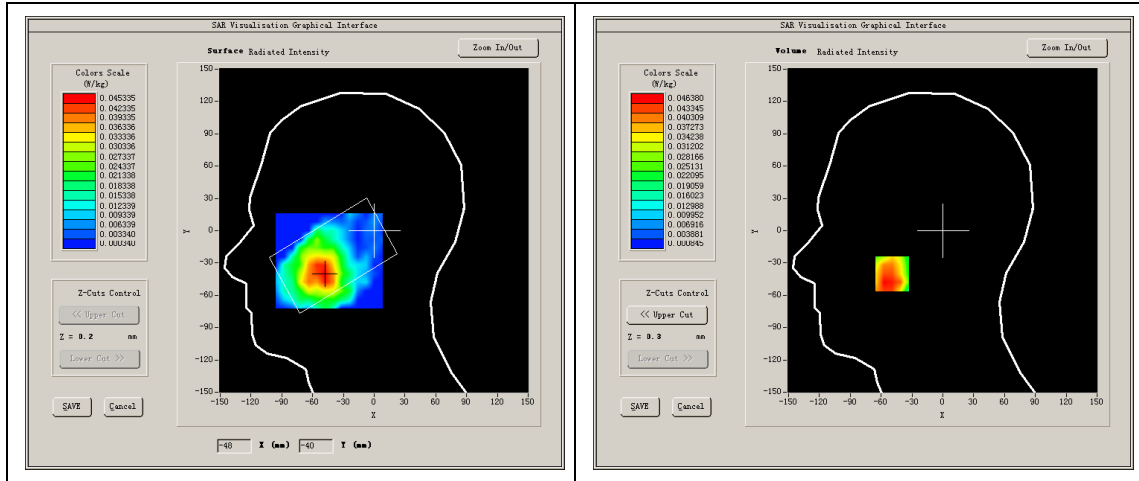 SAR Visualisation Graphical Interface
Surface Radiated Intensity
Zoom In/Out
Colors Scale
(W/kg)
0.045335
0.042335
0.039335
0.036336
0.033336
0.030336
0.027337
0.024337
0.021338
0.018338
0.015338
0.012339
0.009339
0.006339
0.003340
0.000340
Z-Cuts Control
<< Upper Cut
Z = 0.2 mm
Lower Cut >>
SAVE Cancel
150
120
90
60
30
0
-30
-60
-90
-120
-150
Y
-150 -120 -90 -60 -30 0 30 60 90 120 150
X
-48 X (mm) -40 Y (mm)
SAR Visualisation Graphical Interface
Volume Radiated Intensity
Zoom In/Out
Colors Scale
(W/kg)
0.046380
0.043345
0.040309
0.037273
0.034238
0.031202
0.028166
0.025131
0.022095
0.019059
0.016023
0.012988
0.009952
0.006916
0.003881
0.000845
Z-Cuts Control
<< Upper Cut
Z = 0.3 mm
Lower Cut >>
SAVE Cancel
150
120
90
60
30
0
-30
-60
-90
-120
-150
Y
-150 -120 -90 -60 -30 0 30 60 90 120 150
X